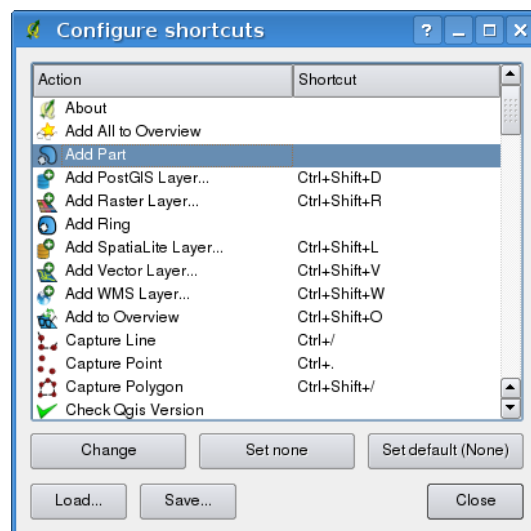 Configure shortcuts
Action Shortcut
About
Add All to Overview
Add Part
Add PostGIS Layer... Ctrl+Shift+D
Add Raster Layer... Ctrl+Shift+R
Add Ring
Add SpatiaLite Layer... Ctrl+Shift+L
Add Vector Layer... Ctrl+Shift+V
Add WMS Layer... Ctrl+Shift+W
Add to Overview Ctrl+Shift+O
Capture Line Ctrl+/
Capture Point Ctrl+.
Capture Polygon Ctrl+Shift+/
Check Qgis Version
Change Set none Set default (None)
Load... Save... Close